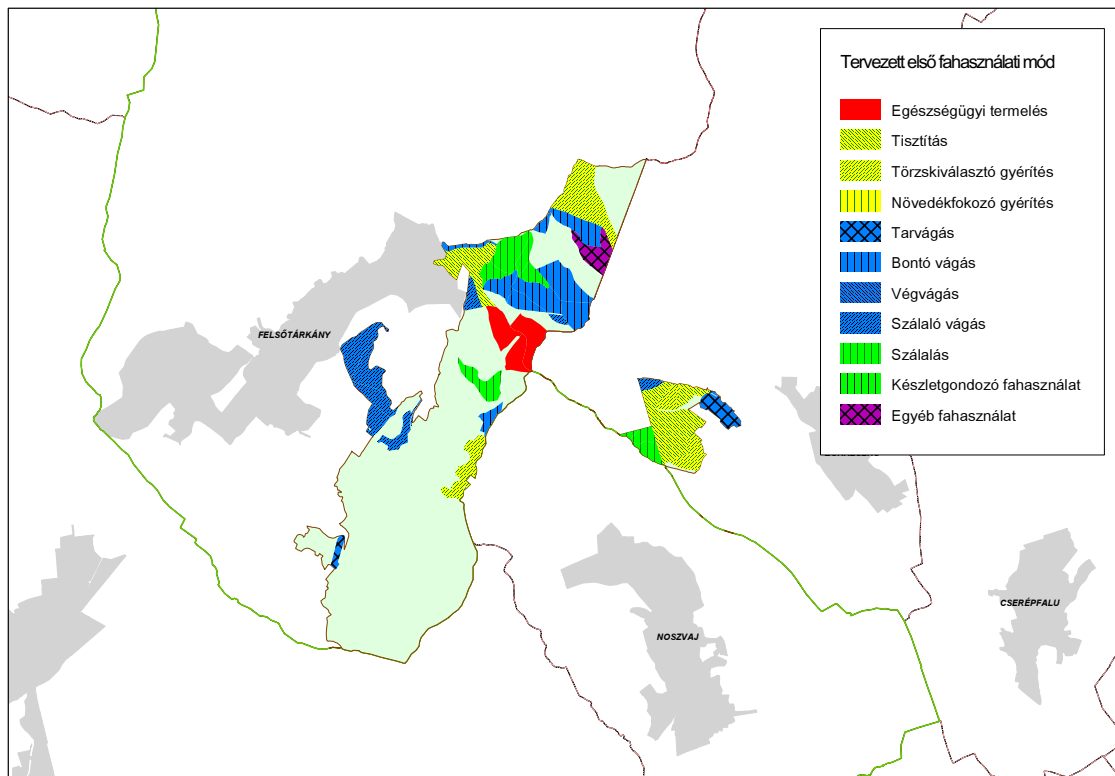 Tervezett első fahasználati mód
Egészségügyi termelés
Tisztítás
Törzskiválasztó gyérítés
Növedékfokozó gyérítés
Tarvágás
Bontó vágás
Végvágás
Szálaló vágás
Szálalás
Készletgondozó fahasználat
Egyéb fahasználat
FELSŐTÁRKÁNY
CSERÉPFALU
NOSZVAJ